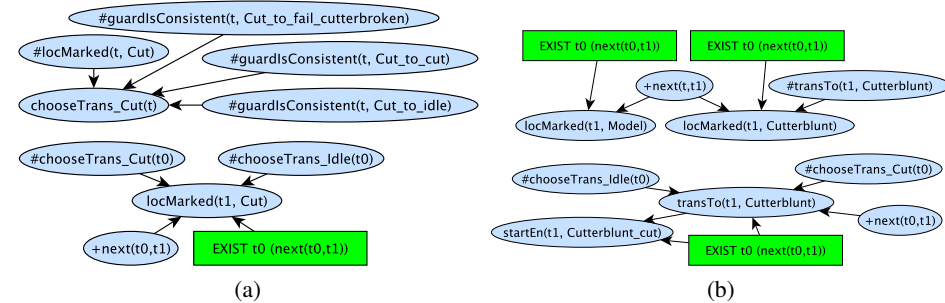 #guardIsConsistent(t, Cut_to_fail_cutterbroken)
#locMarked(t, Cut)
#guardIsConsistent(t, Cut_to_cut)
chooseTrans_Cut(t)
#guardIsConsistent(t, Cut_to_idle)
#chooseTrans_Cut(t0)
#chooseTrans_Idle(t0)
locMarked(t1, Cut)
+next(t0,t1)
EXIST t0 (next(t0,t1))
(a)
EXIST t0 (next(t0,t1))
EXIST t0 (next(t0,t1))
+next(t,t1)
#transTo(t1, Cutterblunt)
locMarked(t1, Model)
locMarked(t1, Cutterblunt)
#chooseTrans_Idle(t0)
#chooseTrans_Cut(t0)
transTo(t1, Cutterblunt)
+next(t0,t1)
startEn(t1, Cutterblunt_cut)
EXIST t0 (next(t0,t1))
(b)